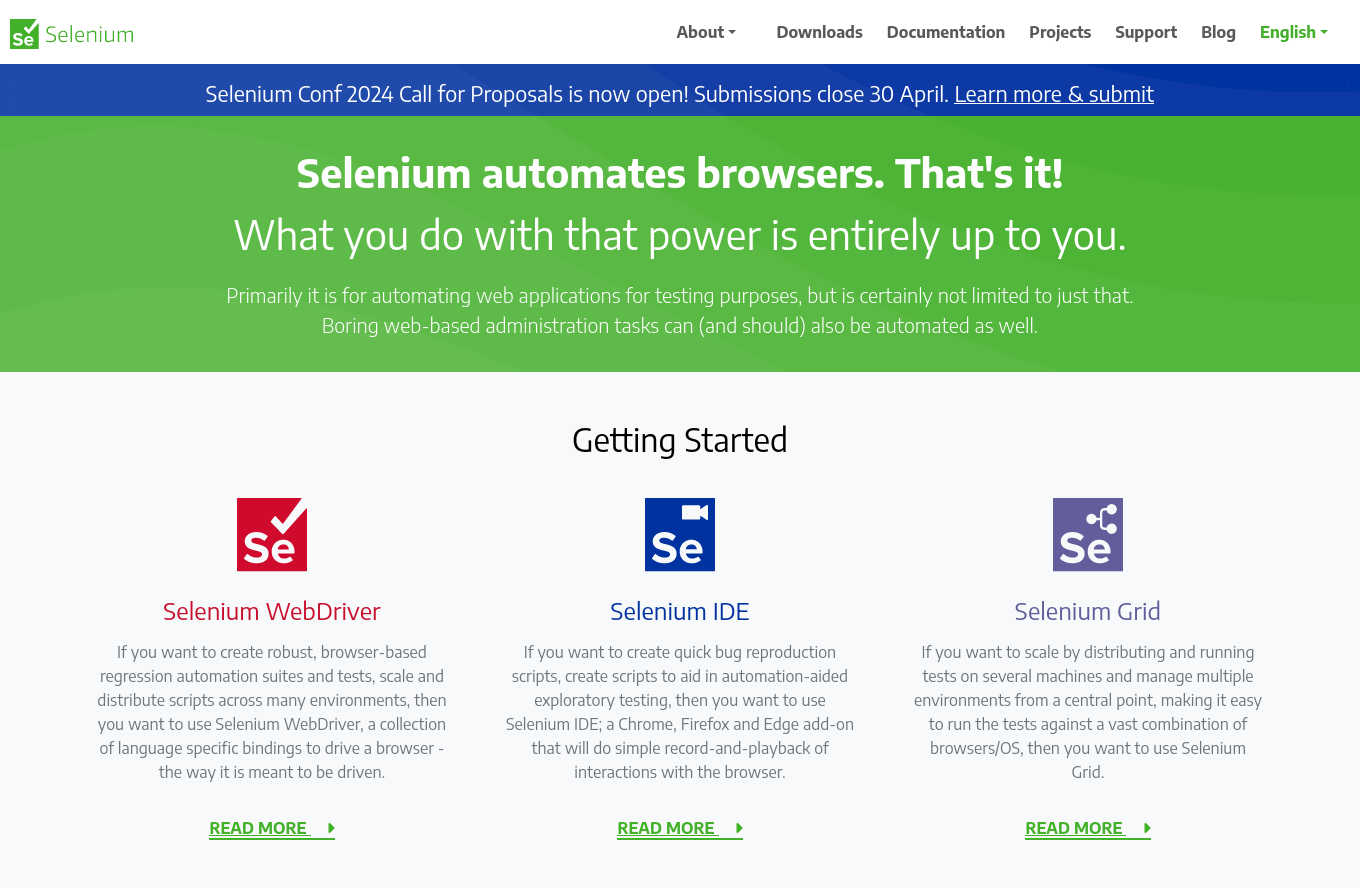 Se Selenium
About
Downloads
Documentation
Projects
Support
Blog
English
Selenium Conf 2024 Call for Proposals is now open! Submissions close 30 April. Learn more & submit
Selenium automates browsers. That's it!
What you do with that power is entirely up to you.
Primarily it is for automating web applications for testing purposes, but is certainly not limited to just that.
Boring web-based administration tasks can (and should) also be automated as well.
Getting Started
Se
Selenium WebDriver
If you want to create robust, browser-based
regression automation suites and tests, scale and
distribute scripts across many environments, then
you want to use Selenium WebDriver, a collection
of language specific bindings to drive a browser -
the way it is meant to be driven.
READ MORE
Se
Selenium IDE
If you want to create quick bug reproduction
scripts, create scripts to aid in automation-aided
exploratory testing, then you want to use
Selenium IDE; a Chrome, Firefox and Edge add-on
that will do simple record-and-playback of
interactions with the browser.
READ MORE
Se
Selenium Grid
If you want to scale by distributing and running
tests on several machines and manage multiple
environments from a central point, making it easy
to run the tests against a vast combination of
browsers/OS, then you want to use Selenium
Grid.
READ MORE